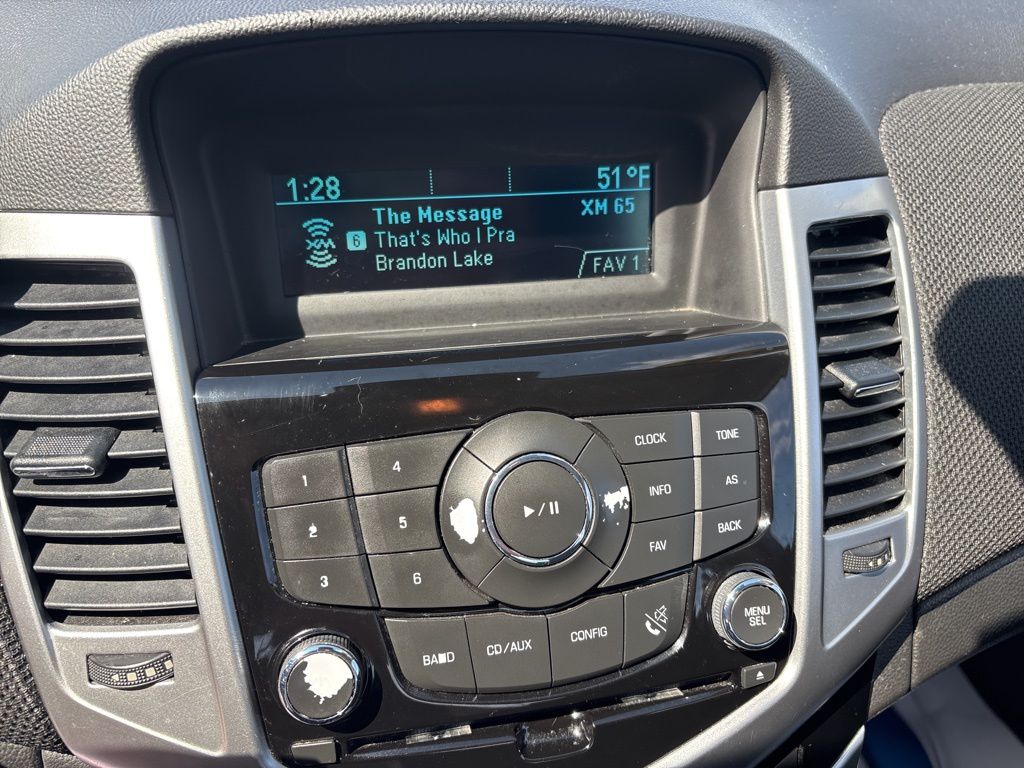 1:28 51°F
The Message XM 65
XM 6 That's Who I Pra
Brandon Lake FAV 1
4 CLOCK TONE
1
5 INFO AS
2
6 FAV BACK
3
BAND CD/AUX CONFIG MENU
SEL